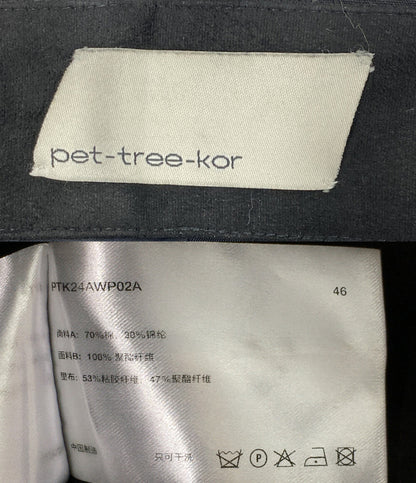 pet-tree-kor
PTK24AWP02A
46
面料A: 70%棉, 30%锦纶
面料B: 100% 聚酯纤维
里布: 53%粘胶纤维, 47%聚酯纤维
中国制造
只可干洗
P